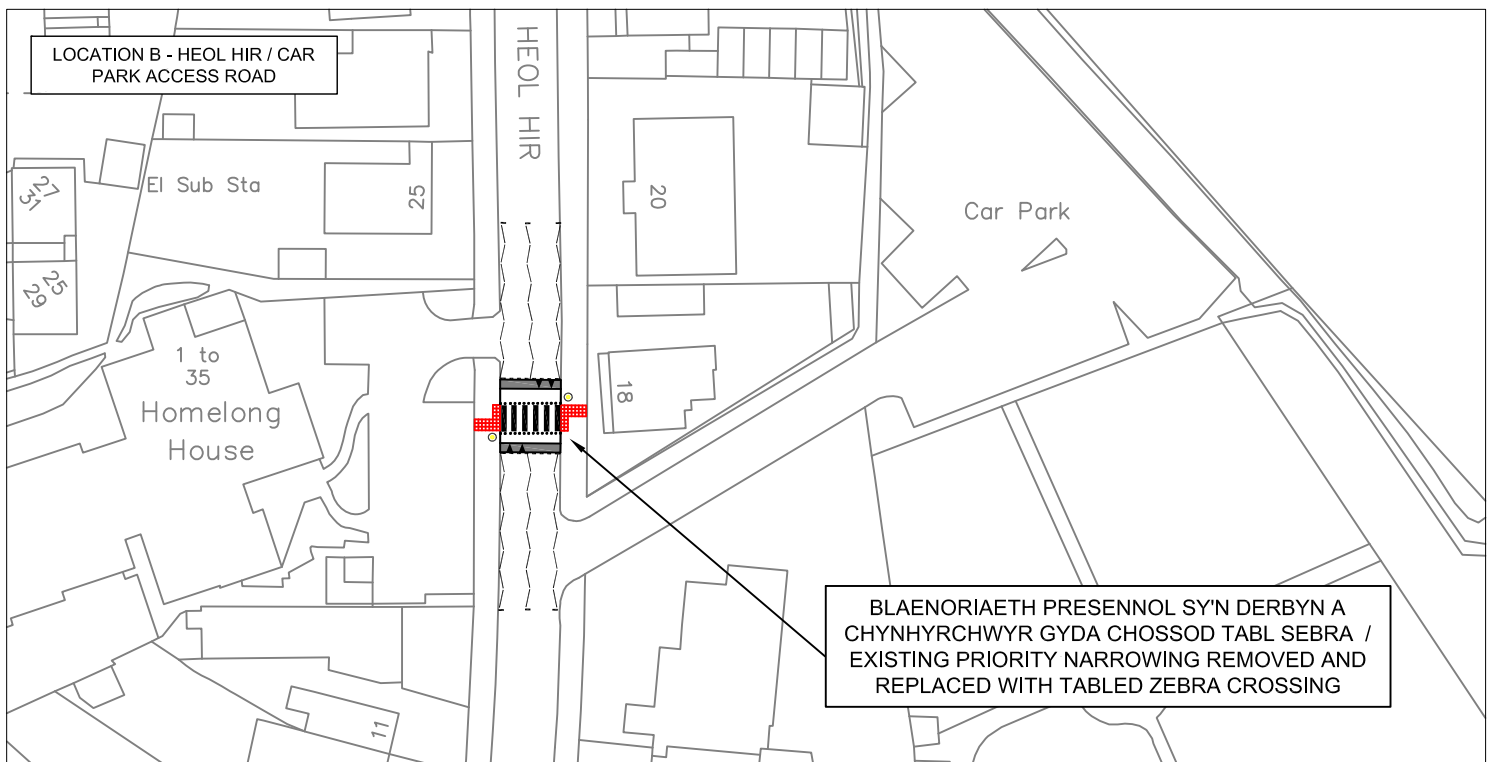 LOCATION B - HEOL HIR / CAR
PARK ACCESS ROAD
HEOL HIR
El Sub Sta
27
31
25
20
Car Park
25
29
1 to
35
Homelong
House
18
BLAENORIAETH PRESENNOL SY'N DERBYN A
CHYNHYRCHWYR GYDA CHOSSOD TABL SEBRA /
EXISTING PRIORITY NARROWING REMOVED AND
REPLACED WITH TABLED ZEBRA CROSSING
11